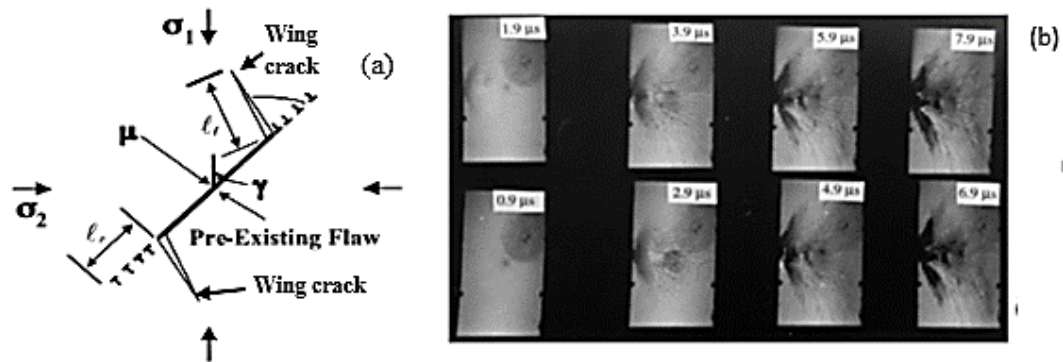 σ₁
Wing
crack
(a)
ℓₜ
μ
γ
σ₂
ℓᵣ
Pre-Existing Flaw
Wing crack
(b)
1.9 μs
3.9 μs
5.9 μs
7.9 μs
0.9 μs
2.9 μs
4.9 μs
6.9 μs